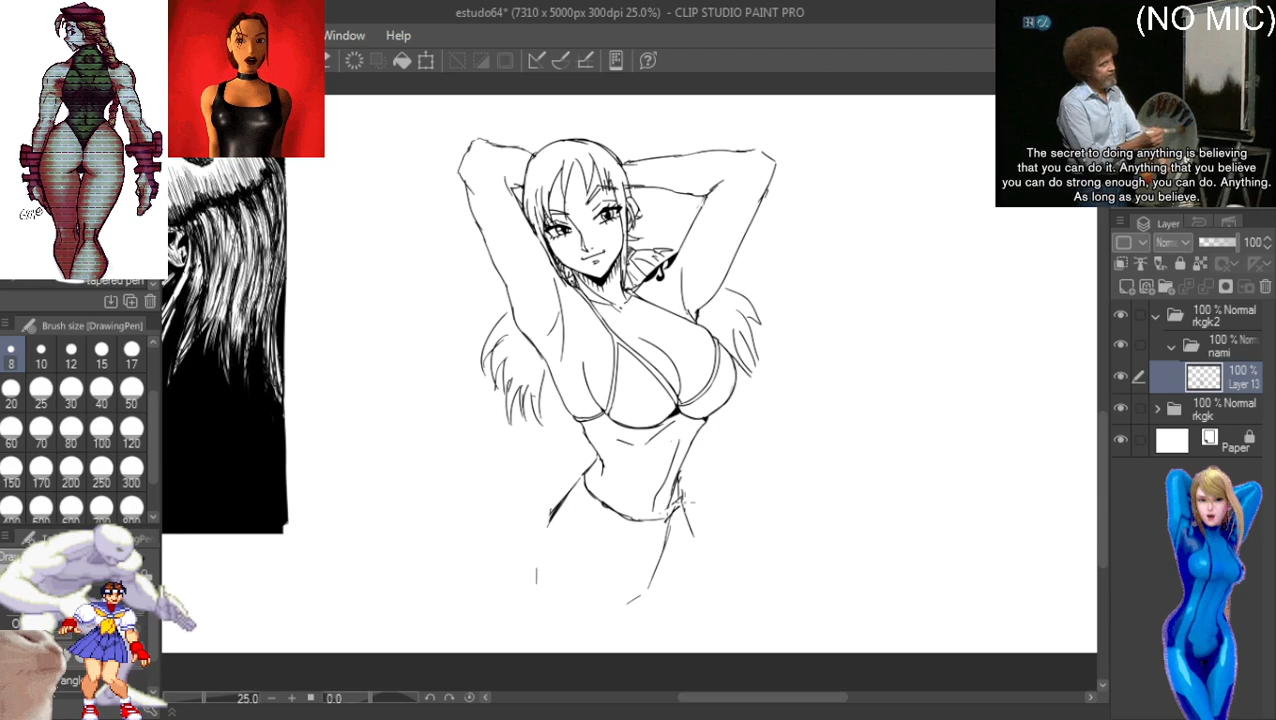 estudo64* (7310 x 5000px 300dpi 25.0%) - CLIP STUDIO PAINT PRO
(NO MIC)
Window Help
The secret to doing anything is believing
that you can do it. Anything that you believe
you can do strong enough, you can do. Anything.
As long as you believe.
tapered pen
Brush size [DrawingPen]
8 10 12 15 17
20 25 30 40 50
60 70 80 100 120
150 170 200 250 300
Layer
100
100 % Normal
rkgk2
nami
100 %
Layer 13
100 % Normal
rkgk
Paper
25.0
0.0